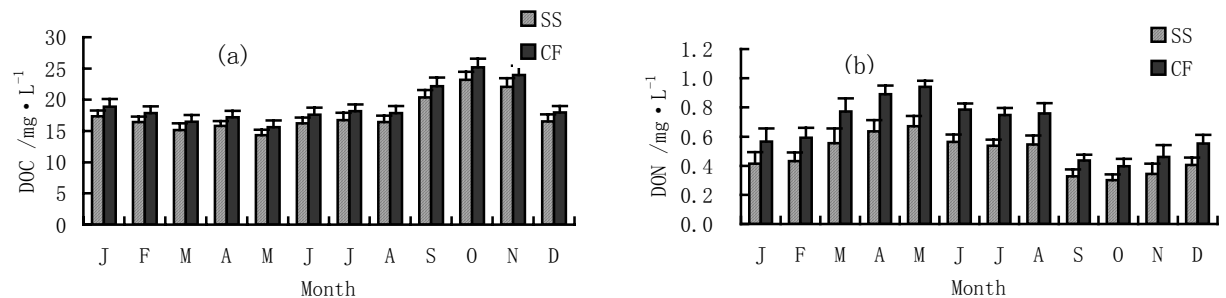 SS
CF
(a)
DOC /mg·L⁻¹
30
25
20
15
10
5
0
J F M A M J J A S O N D
Month
SS
CF
(b)
DON /mg·L⁻¹
1.2
1.0
0.8
0.6
0.4
0.2
0.0
J F M A M J J A S O N D
Month